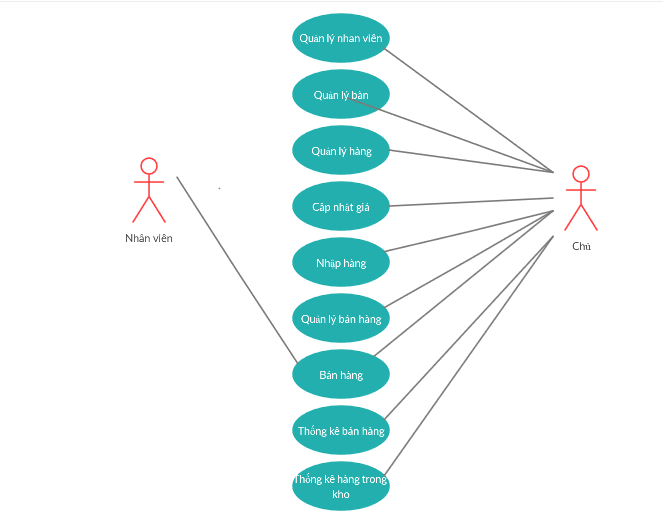 Quản lý nhan viên
Quản lý bàn
Quản lý hàng
Cập nhật giá
Nhân viên
Chủ
Nhập hàng
Quản lý bán hàng
Bán hàng
Thống kê bán hàng
Thống kê hàng trong
kho